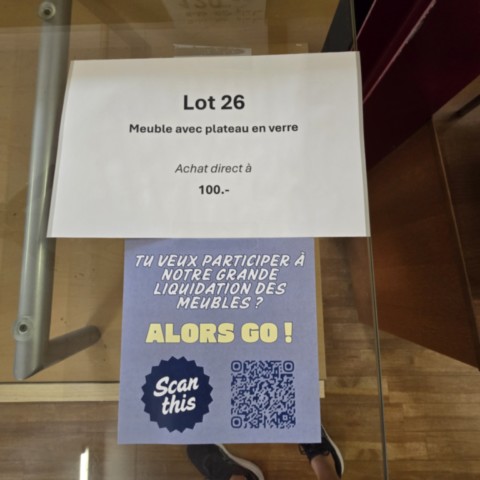 Lot 26
Meuble avec plateau en verre
Achat direct à
100.-
TU VEUX PARTICIPER À
NOTRE GRANDE
LIQUIDATION DES
MEUBLES ?
ALORS GO !
Scan
this